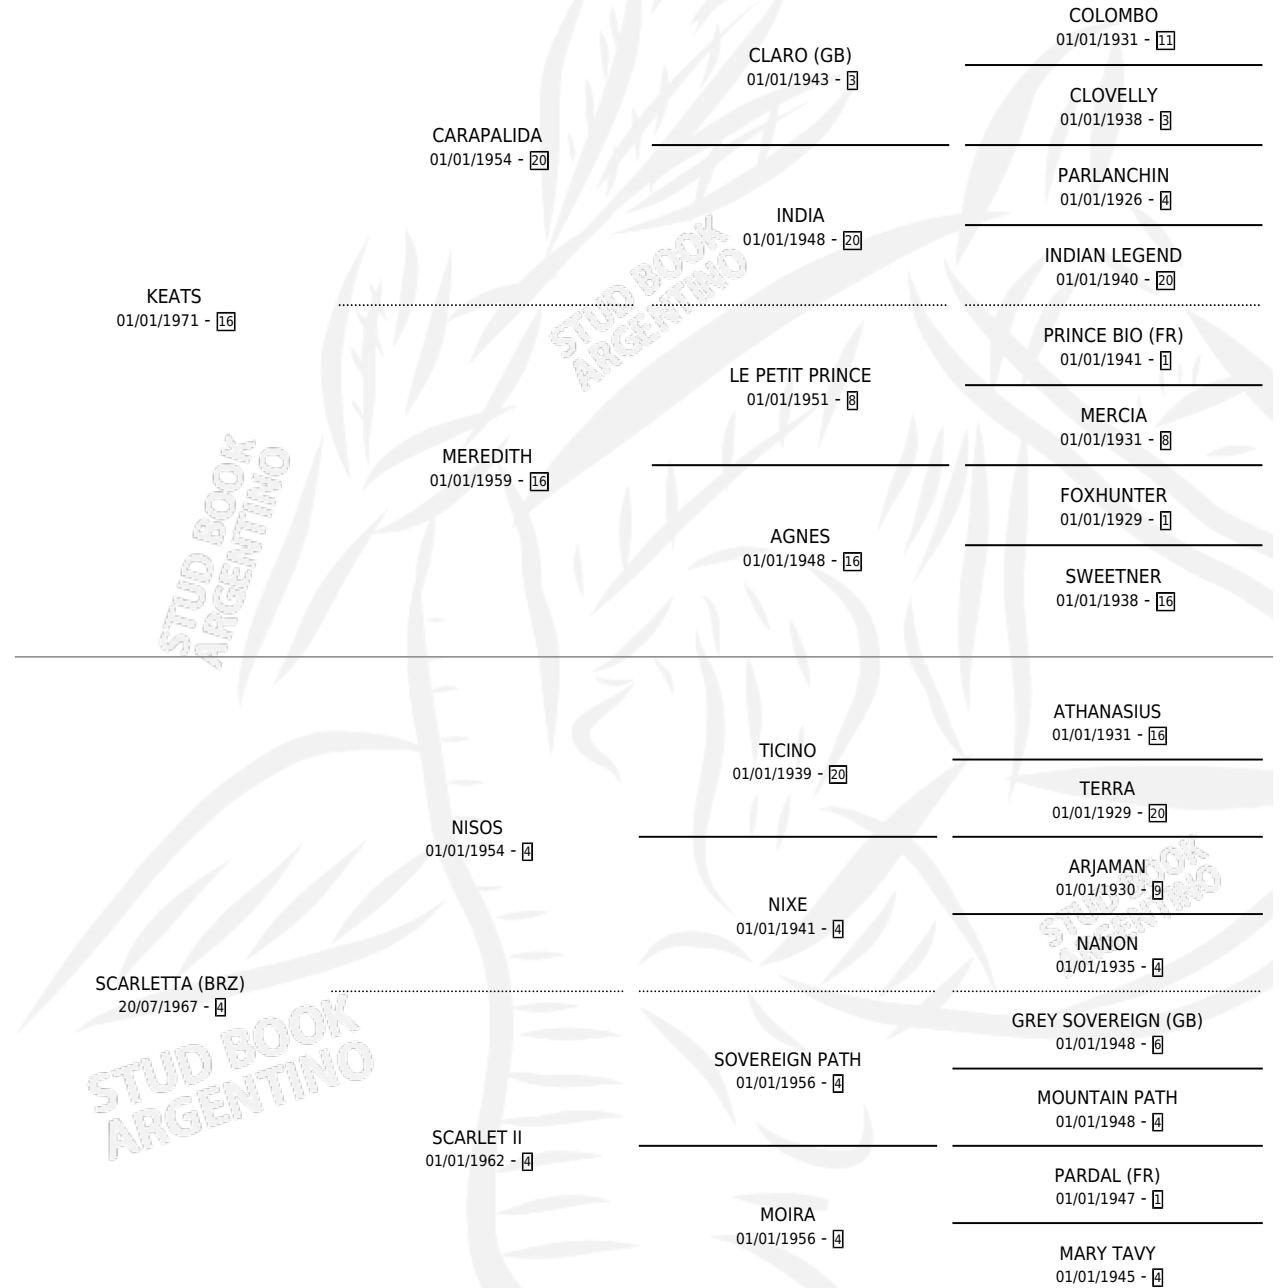 COLOMBO
01/01/1931 - 11
CLARO (GB)
01/01/1943 - 3
CLOVELLY
01/01/1938 - 3
CARAPALIDA
01/01/1954 - 20
PARLANCHIN
01/01/1926 - 4
INDIA
01/01/1948 - 20
INDIAN LEGEND
01/01/1940 - 20
KEATS
01/01/1971 - 16
PRINCE BIO (FR)
01/01/1941 - 1
LE PETIT PRINCE
01/01/1951 - 8
MERCIA
01/01/1931 - 8
MEREDITH
01/01/1959 - 16
FOXHUNTER
01/01/1929 - 1
AGNES
01/01/1948 - 16
SWEETNER
01/01/1938 - 16
ATHANASIUS
01/01/1931 - 16
TICINO
01/01/1939 - 20
TERRA
01/01/1929 - 20
NISOS
01/01/1954 - 4
ARJAMAN
01/01/1930 - 9
NIXE
01/01/1941 - 4
NANON
01/01/1935 - 4
SCARLETTA (BRZ)
20/07/1967 - 4
GREY SOVEREIGN (GB)
01/01/1948 - 6
SOVEREIGN PATH
01/01/1956 - 4
MOUNTAIN PATH
01/01/1948 - 4
SCARLET II
01/01/1962 - 4
PARDAL (FR)
01/01/1947 - 1
MOIRA
01/01/1956 - 4
MARY TAVY
01/01/1945 - 4
STUD BOOK
ARGENTINO
STUD BOOK
ARGENTINO
STUD BOOK
ARGENTINO
STUD BOOK
ARGENTINO